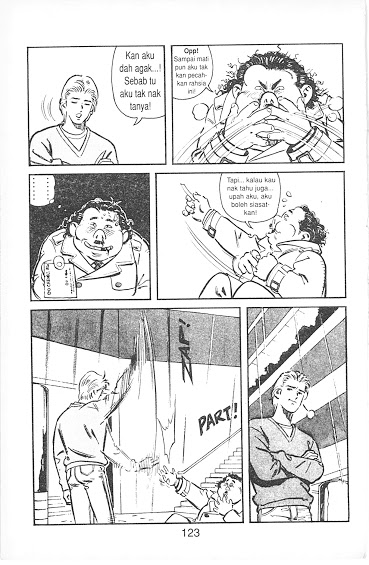 Kan aku
dah agak...!
Sebab tu
aku tak nak
tanya!
Opp!
Sampai mati
pun aku tak
kan pecah-
kan rahsia
ini!
Tapi... kalau kau
nak tahu juga...
upah aku, aku
boleh siasat-
kan!
ZAP!
PART!
123